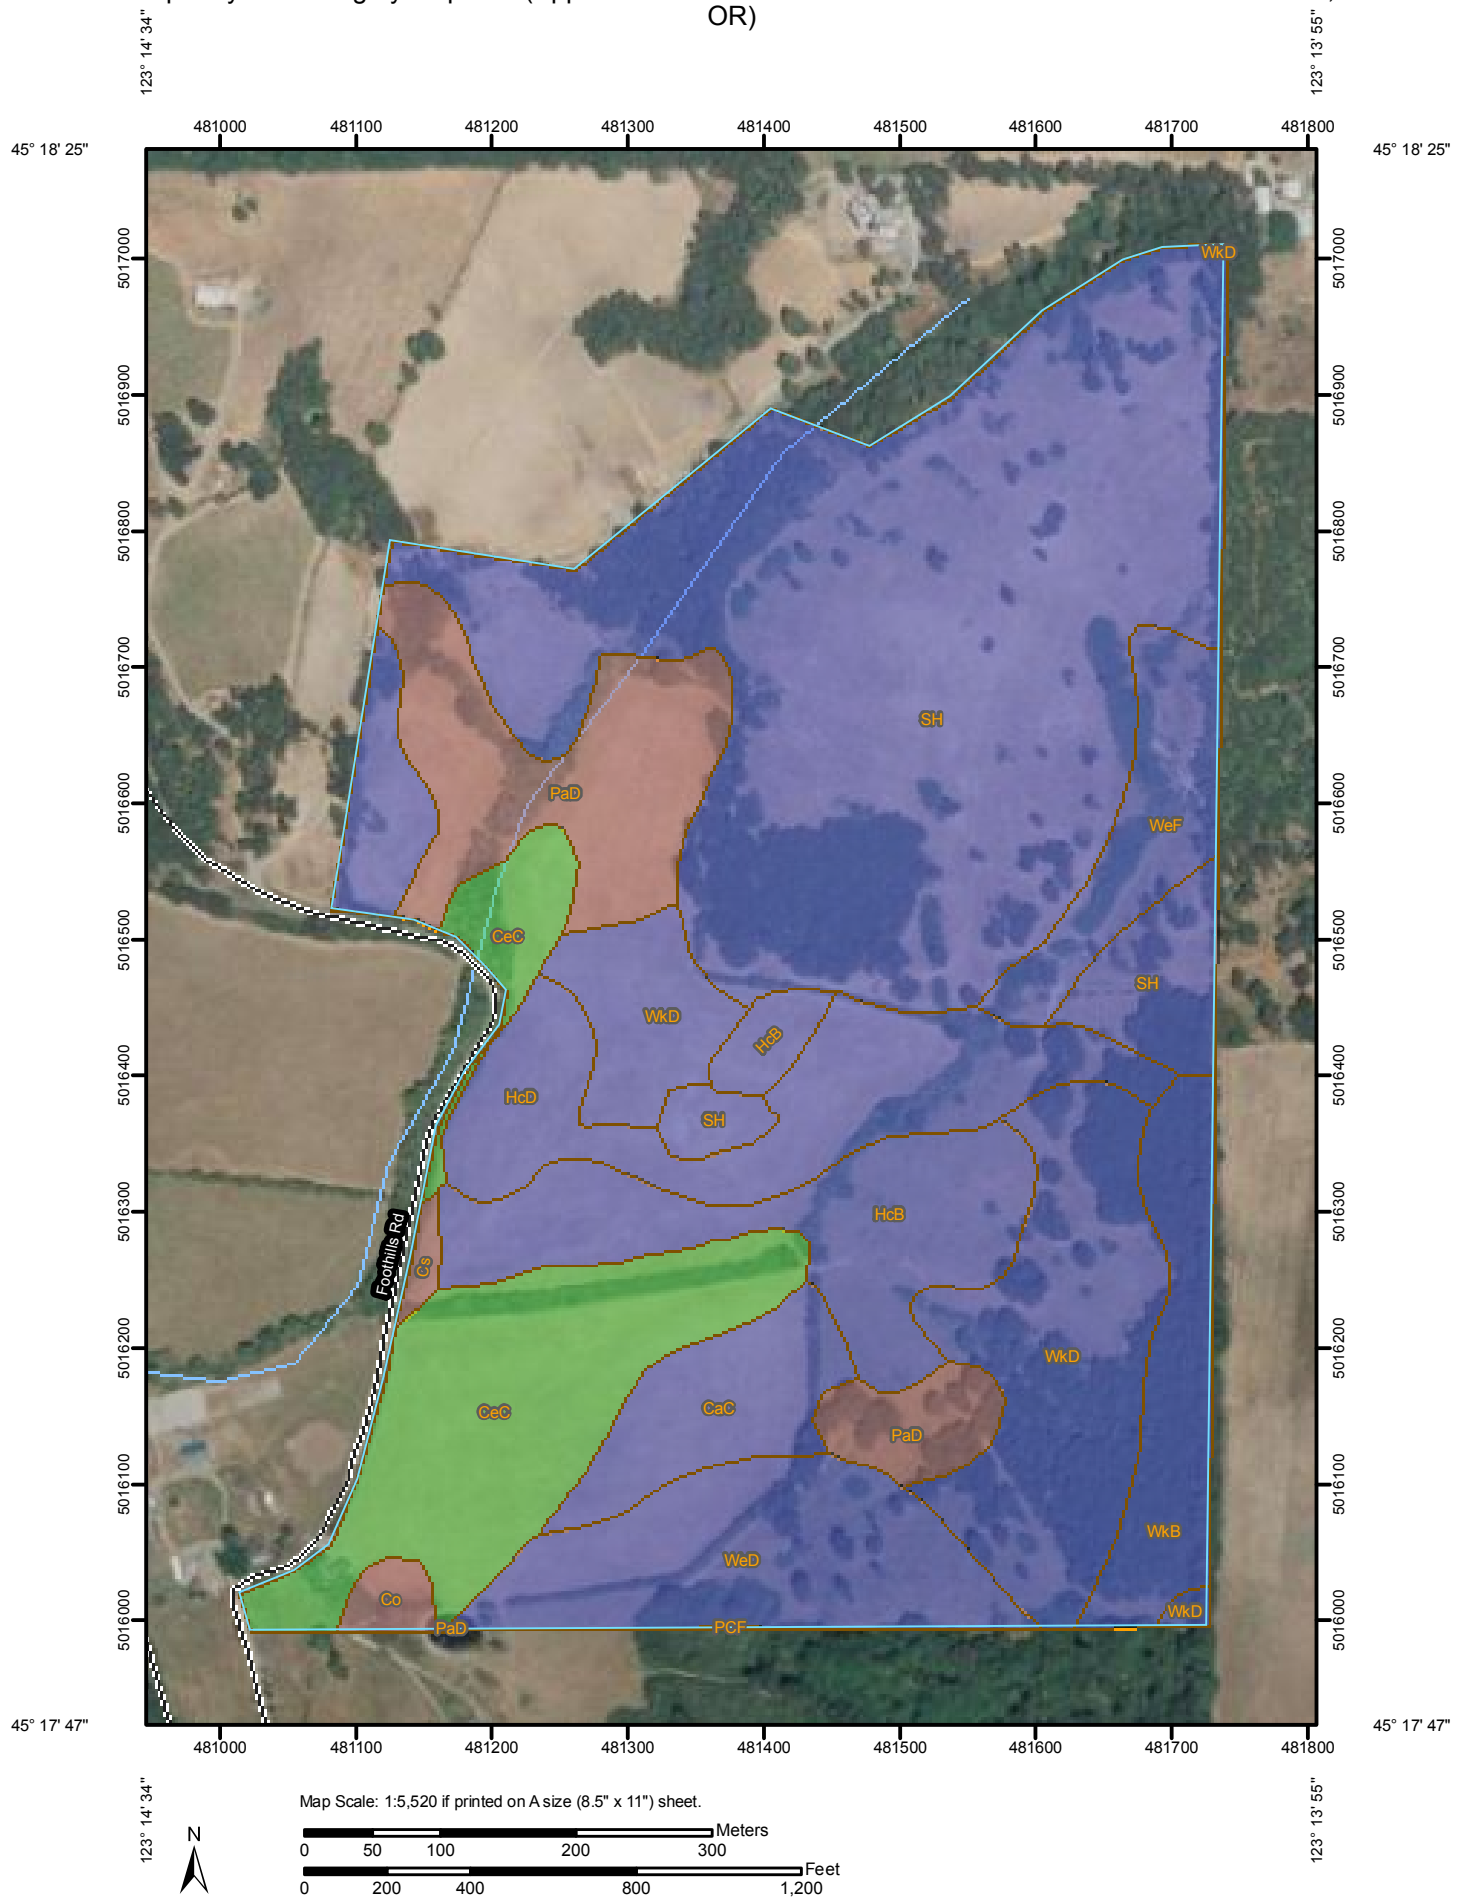 OR)
123° 14' 34"
123° 13' 55"
481000 481100 481200 481300 481400 481500 481600 481700 481800
45° 18' 25"
45° 18' 25"
5017000
5017000
WkD
5016900
5016900
5016800
5016800
5016700
5016700
SH
5016600
5016600
PaD
WeF
5016500
5016500
CeC
SH
WkD
HcB
5016400
5016400
HcD
SH
5016300
5016300
HcB
Foothills Rd
Cs
5016200
5016200
WkD
CeC
CaC
PaD
5016100
5016100
WkB
WeD
5016000
5016000
Co
WkD
PaD
PCF
45° 17' 47"
45° 17' 47"
481000 481100 481200 481300 481400 481500 481600 481700 481800
123° 14' 34"
123° 13' 55"
Map Scale: 1:5,520 if printed on A size (8.5" x 11") sheet.
N
Meters
0 50 100 200 300
Feet
0 200 400 800 1,200